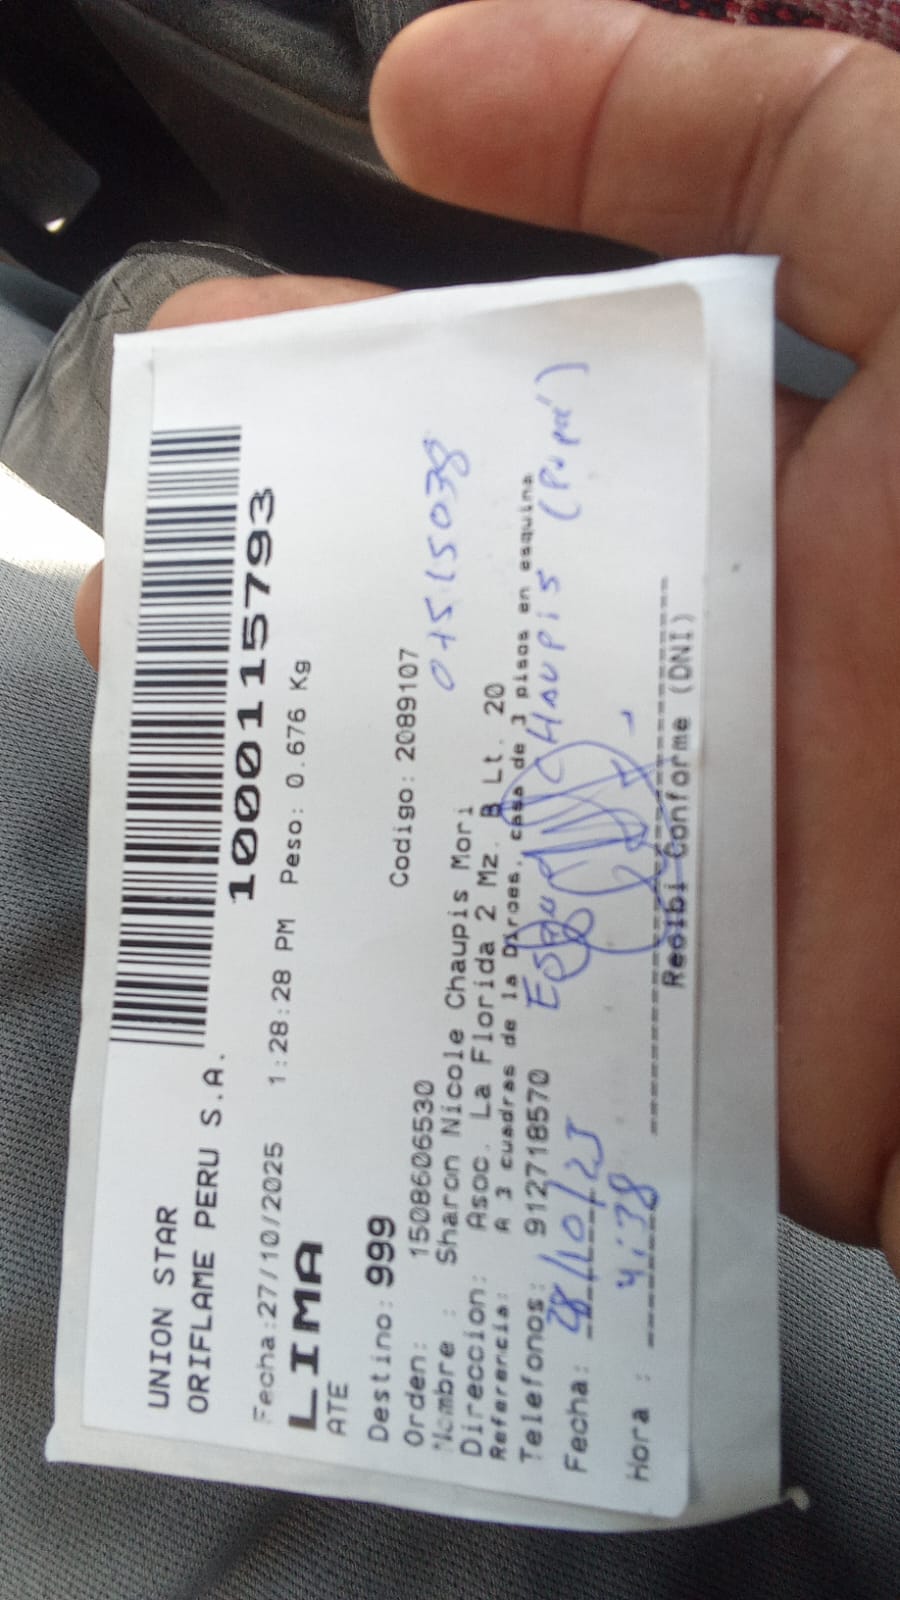 UNION STAR
ORIFLAME PERU S.A.
1000115793
Fecha:27/10/2025 1:28:28 PM Peso: 0.676 Kg
LIMA
ATE
Destino: 999
Orden: 1508606530 Codigo: 2089107
Nombre : Sharon Nicole Chaupis Mori
Direccion: Asoc. La Florida 2 Mz. B Lt. 20
Referencia: A 3 cuadras de la Diroes, casa de 3 pisos en esquina
Telefonos: 912718570
CHAUPIS (PAPÁ)
Fecha: 28/10/25
Hora : 4:38
Recibi Conforme (DNI)